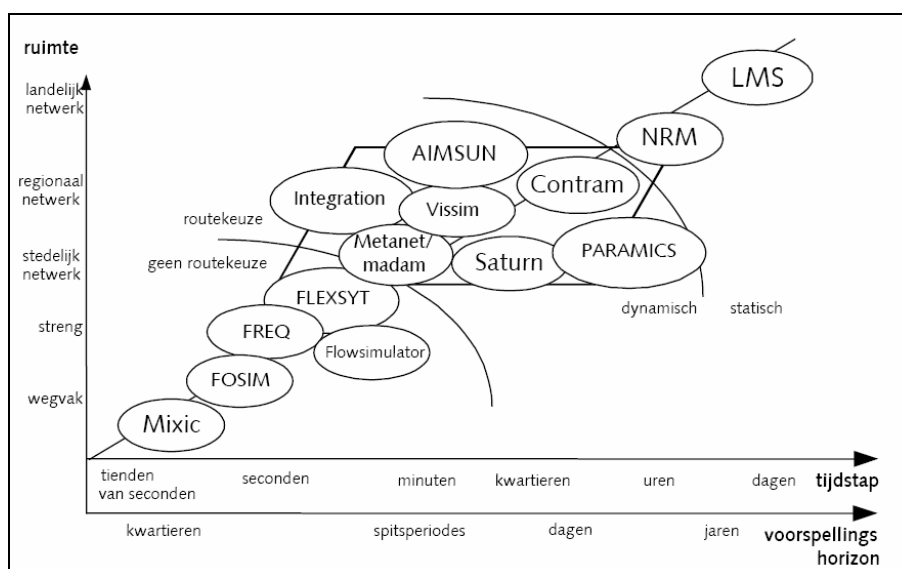 ruimte
landelijk
netwerk
LMS
NRM
AIMSUN
regionaal
netwerk
Integration
Contram
routekeuze
Vissim
Metanet/
madam
stedelijk
netwerk
geen routekeuze
Saturn
PARAMICS
FLEXSYT
dynamisch
statisch
streng
FREQ
Flowsimulator
FOSIM
wegvak
Mixic
tienden
van seconden
seconden
minuten
kwartieren
uren
dagen
tijdstap
kwartieren
spitsperiodes
dagen
jaren
voorspellings
horizon